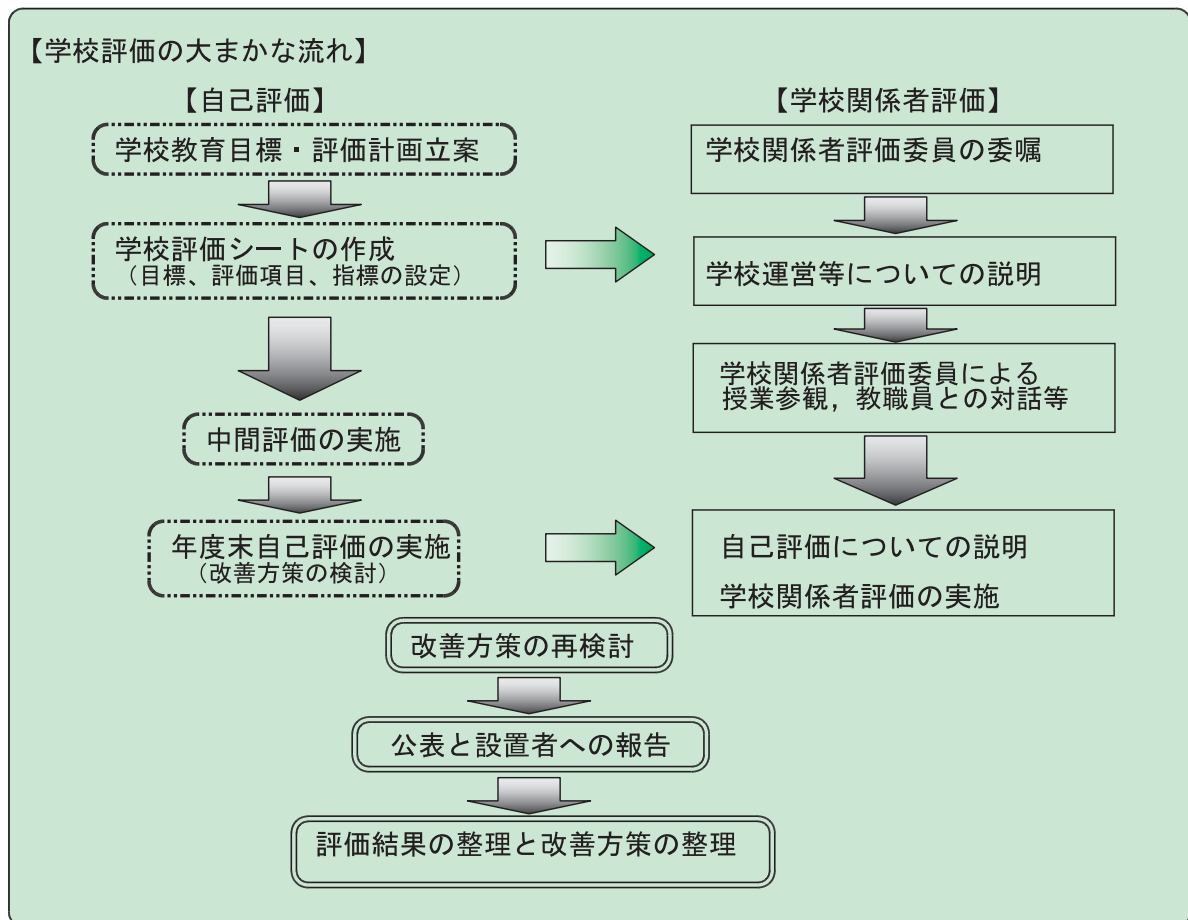 【学校評価の大まかな流れ】
【自己評価】
学校教育目標・評価計画立案
学校評価シートの作成
（目標、評価項目、指標の設定）
中間評価の実施
年度末自己評価の実施
（改善方策の検討）
【学校関係者評価】
学校関係者評価委員の委嘱
学校運営等についての説明
学校関係者評価委員による
授業参観，教職員との対話等
自己評価についての説明
学校関係者評価の実施
改善方策の再検討
公表と設置者への報告
評価結果の整理と改善方策の整理